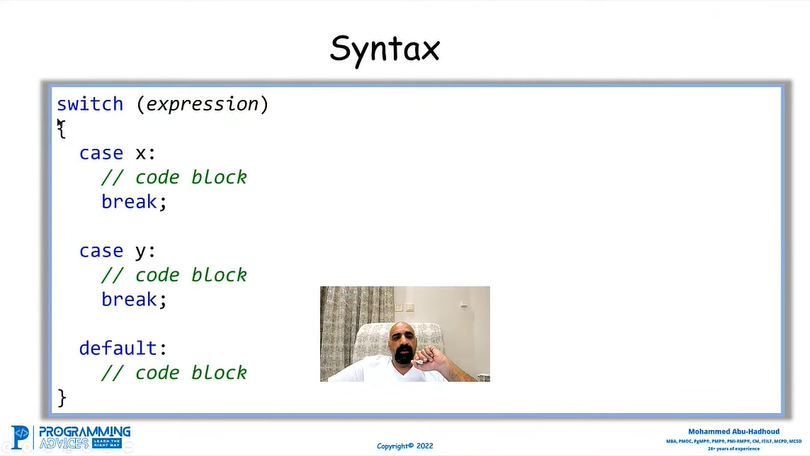 Syntax
switch (expression)
{
case x:
// code block
break;
case y:
// code block
break;
default:
// code block
}
PROGRAMMING
ADVICES LEARN THE RIGHT WAY
Copyright© 2022
Mohammed Abu-Hadhoud
MBA, PMOC, PgMP®, PMP®, PMI-RMP®, CM, ITILF, MCPD, MCSD
26+ years of experience